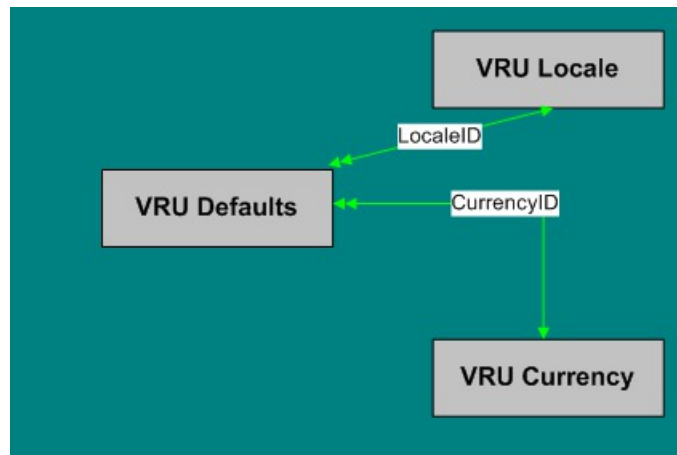 VRU Locale
LocaleID
VRU Defaults
CurrencyID
VRU Currency